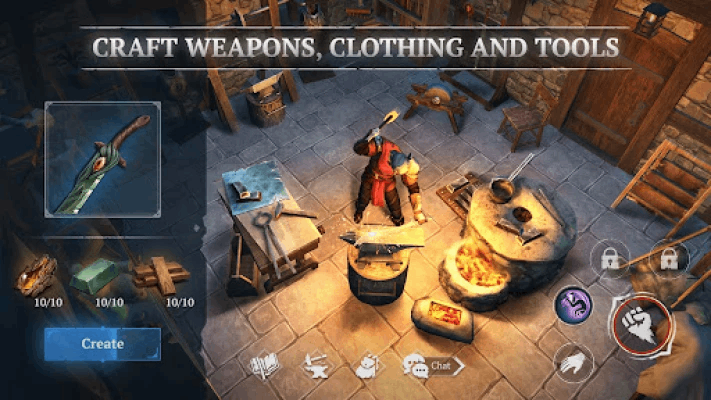 CRAFT WEAPONS, CLOTHING AND TOOLS
10/10 10/10 10/10
Create
Chat